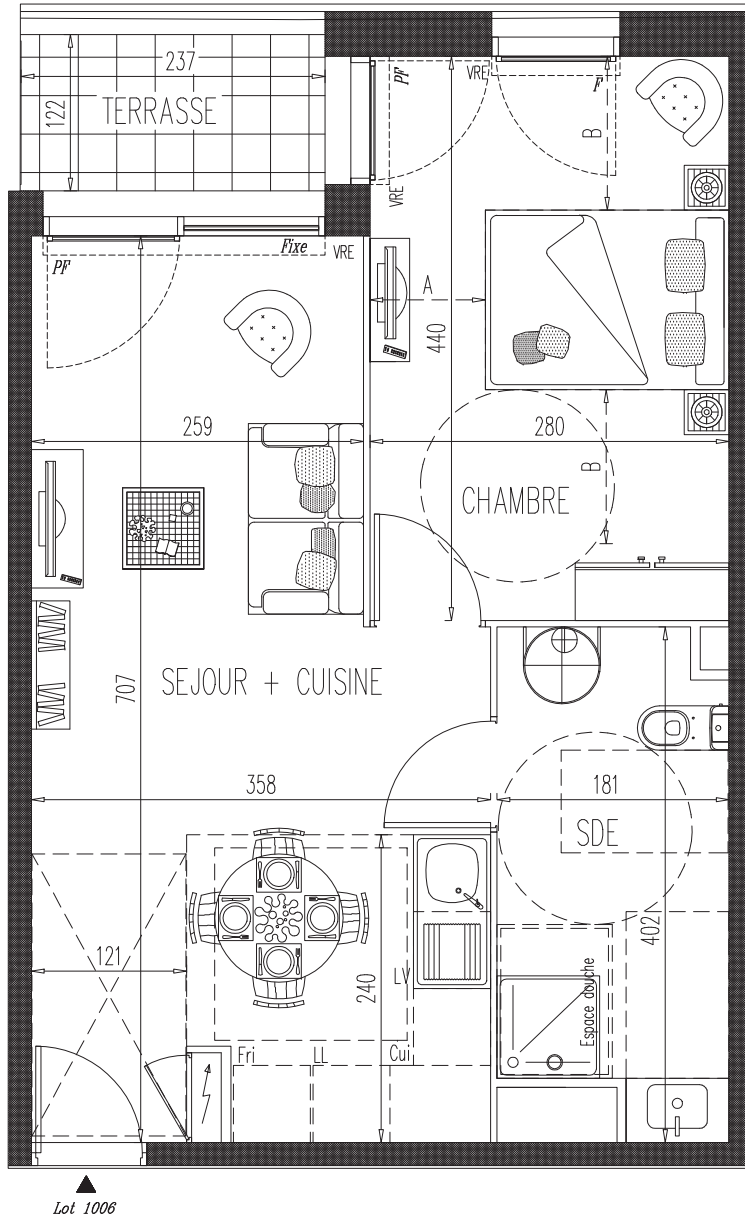 237
TERRASSE
122
PF
VRE
F
B
VRE
Fixe
VRE
PF
A
440
259
280
B
CHAMBRE
707
SEJOUR + CUISINE
358
181
SDE
121
240
402
LV
Espace douche
Fri
LL
Cui
Lot 1006